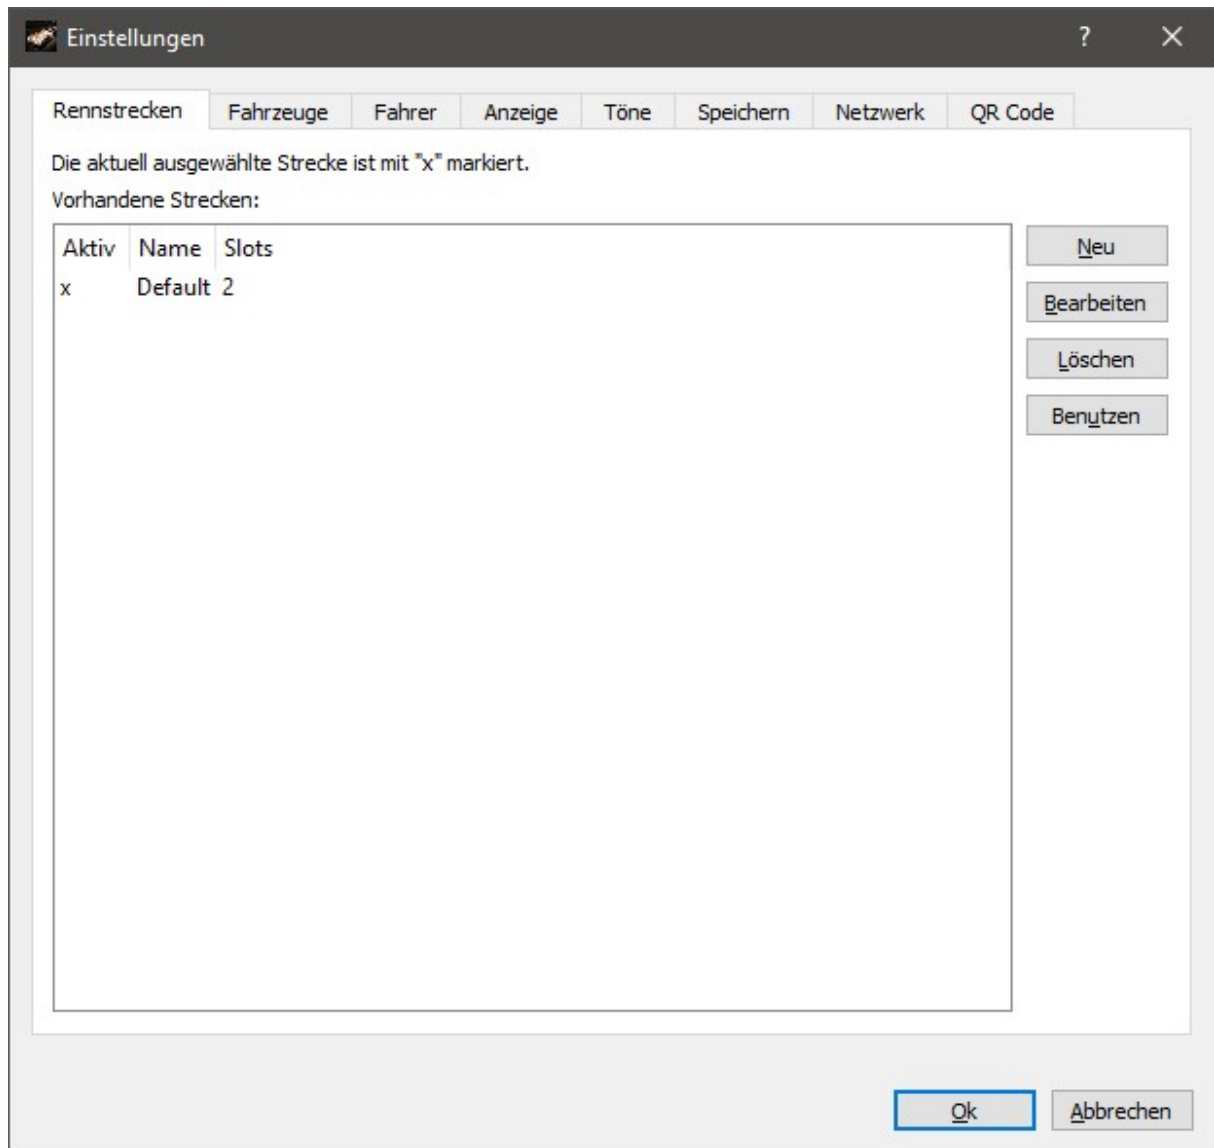 Einstellungen ?
Rennstrecken Fahrzeuge Fahrer Anzeige Töne Speichern Netzwerk QR Code
Die aktuell ausgewählte Strecke ist mit "x" markiert.
Vorhandene Strecken:
Aktiv Name Slots
x Default 2
Neu
Bearbeiten
Löschen
Benutzen
Ok Abbrechen